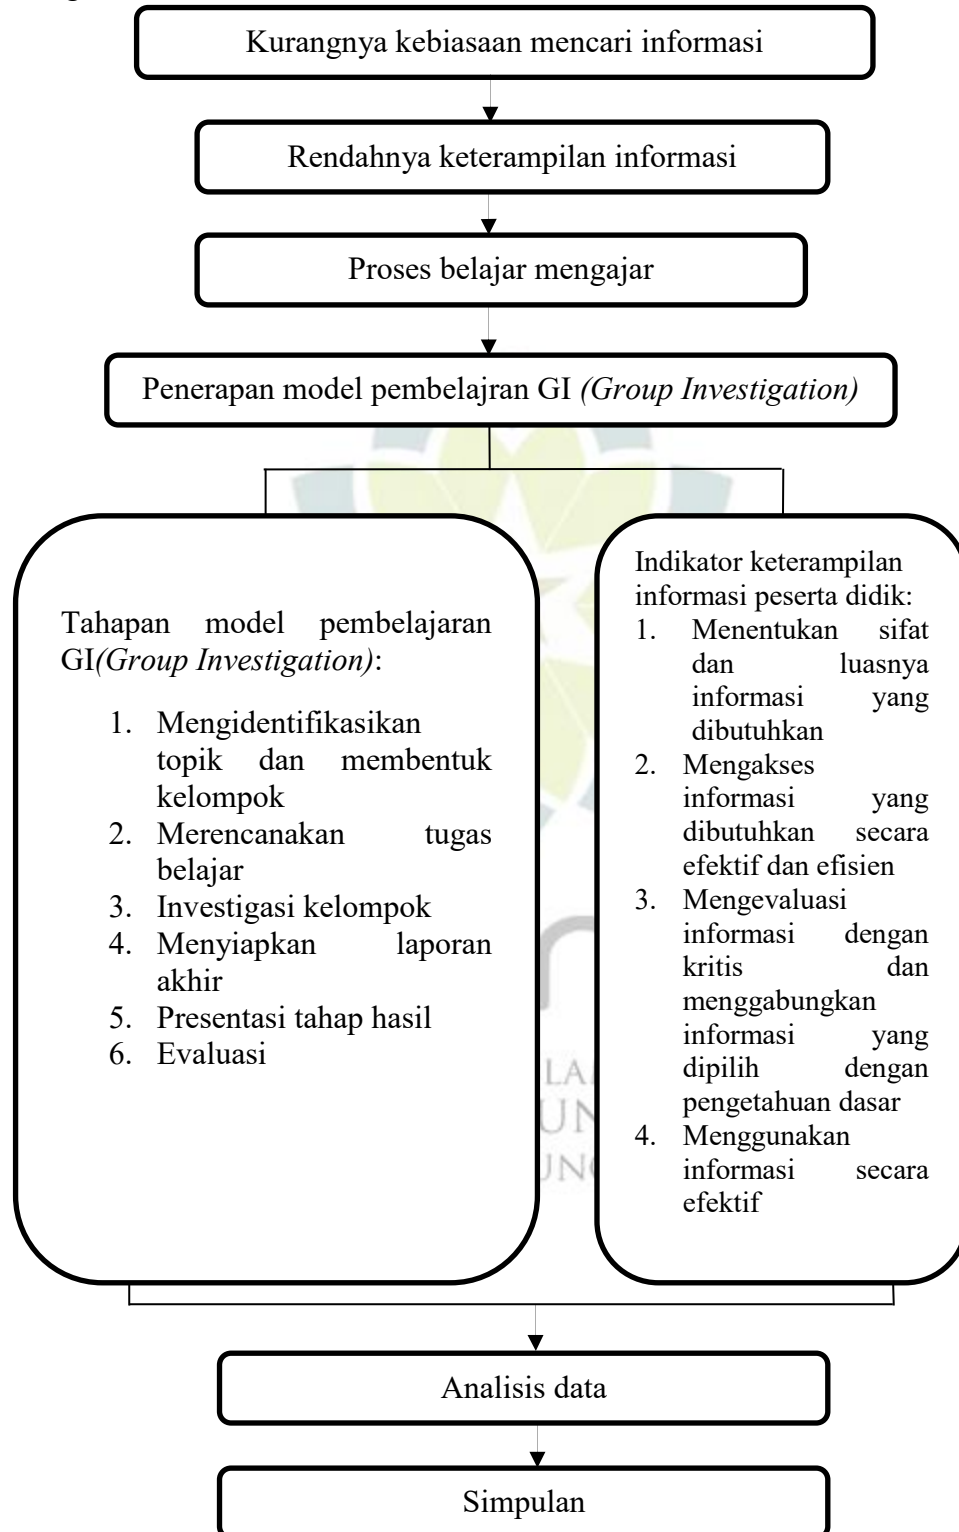 Kurangnya kebiasaan mencari informasi
Rendahnya keterampilan informasi
Proses belajar mengajar
Penerapan model pembelajran GI (Group Investigation)
Tahapan model pembelajaran
GI(Group Investigation):
1. Mengidentifikasikan
topik dan membentuk
kelompok
2. Merencanakan tugas
belajar
3. Investigasi kelompok
4. Menyiapkan laporan
akhir
5. Presentasi tahap hasil
6. Evaluasi
Indikator keterampilan
informasi peserta didik:
1. Menentukan sifat
dan luasnya
informasi yang
dibutuhkan
2. Mengakses
informasi yang
dibutuhkan secara
efektif dan efisien
3. Mengevaluasi
informasi dengan
kritis dan
menggabungkan
informasi yang
dipilih dengan
pengetahuan dasar
4. Menggunakan
informasi secara
efektif
Analisis data
Simpulan